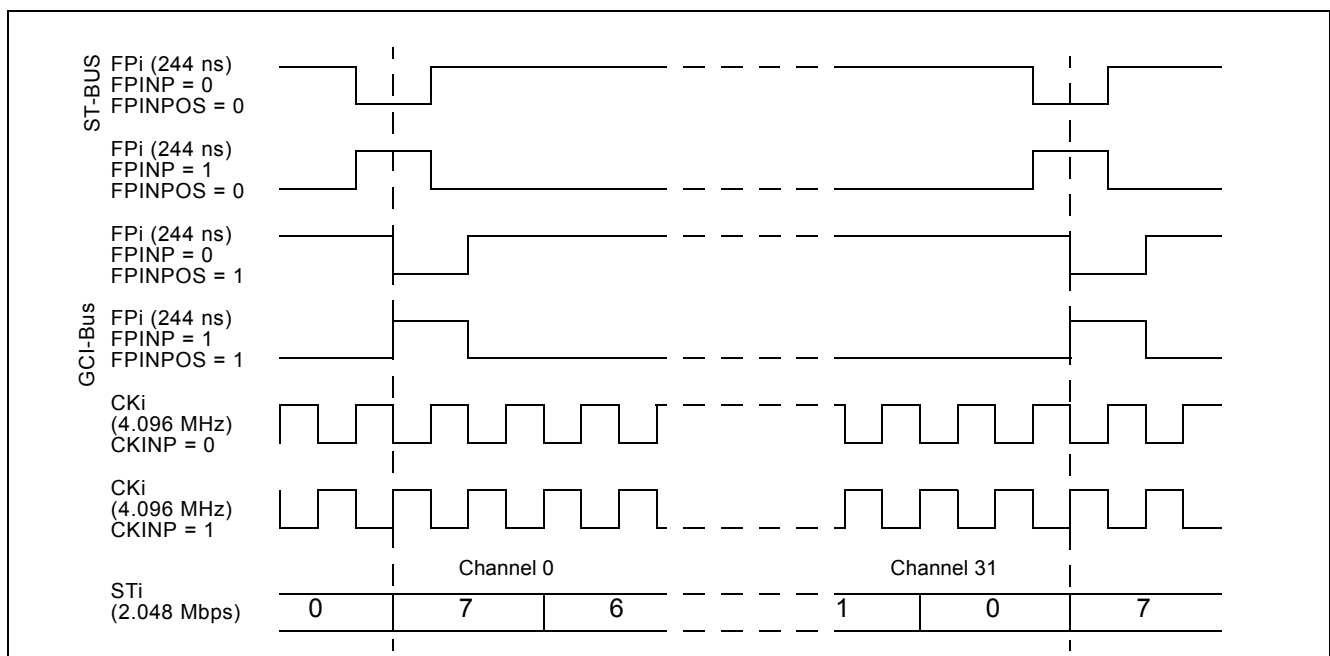 ST-BUS
FPi (244 ns)
FPINP = 0
FPINPOS = 0
FPi (244 ns)
FPINP = 1
FPINPOS = 0
FPi (244 ns)
FPINP = 0
FPINPOS = 1
GCI-Bus
FPi (244 ns)
FPINP = 1
FPINPOS = 1
CKi
(4.096 MHz)
CKINP = 0
CKi
(4.096 MHz)
CKINP = 1
Channel 0
Channel 31
STi
(2.048 Mbps)
0 7 6 1 0 7